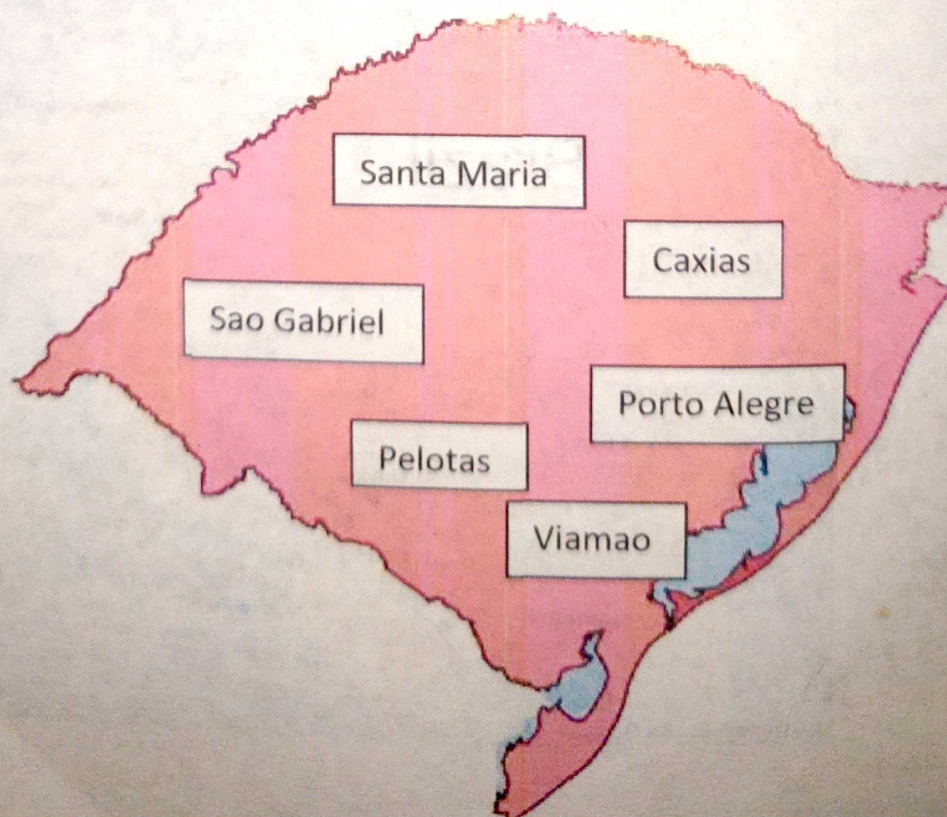 Santa Maria
Caxias
Sao Gabriel
Porto Alegre
Pelotas
Viamao